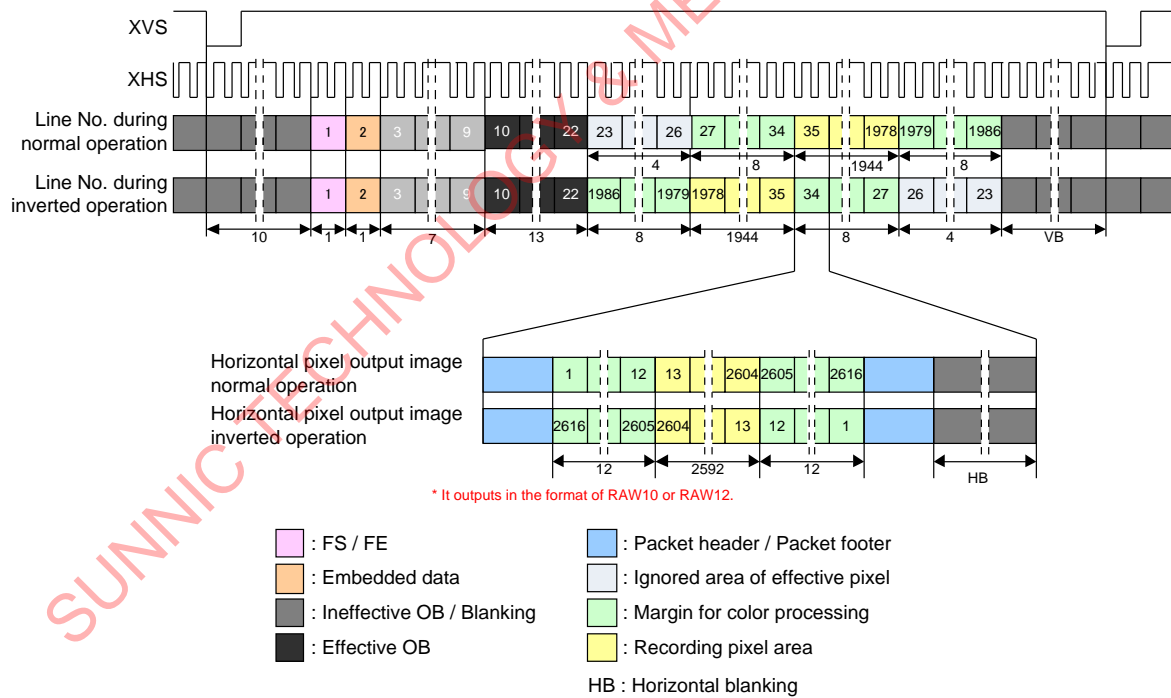 XVS
XHS
Line No. during
normal operation
1 2 3 9 10 22 23 26 27 34 35 1978 1979 1986
4 8 1944 8
Line No. during
inverted operation
1 2 3 9 10 22 1986 1979 1978 35 34 27 26 23
10 1 1 7 13 8 1944 8 4 VB
Horizontal pixel output image
normal operation
1 12 13 2604 2605 2616
Horizontal pixel output image
inverted operation
2616 2605 2604 13 12 1
12 2592 12 HB
* It outputs in the format of RAW10 or RAW12.
: FS / FE
: Embedded data
: Ineffective OB / Blanking
: Effective OB
: Packet header / Packet footer
: Ignored area of effective pixel
: Margin for color processing
: Recording pixel area
HB : Horizontal blanking
SUNNIC TECHNOLOGY & ME